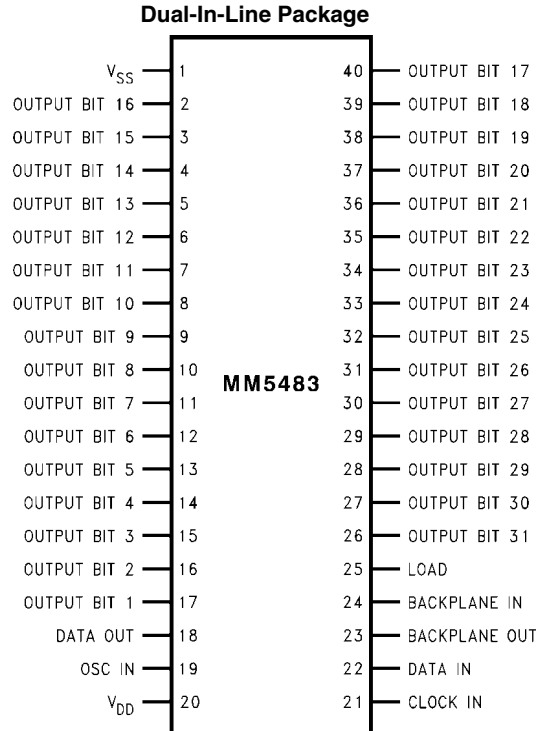 Dual-In-Line Package
V_SS 1 40 OUTPUT BIT 17
OUTPUT BIT 16 2 39 OUTPUT BIT 18
OUTPUT BIT 15 3 38 OUTPUT BIT 19
OUTPUT BIT 14 4 37 OUTPUT BIT 20
OUTPUT BIT 13 5 36 OUTPUT BIT 21
OUTPUT BIT 12 6 35 OUTPUT BIT 22
OUTPUT BIT 11 7 34 OUTPUT BIT 23
OUTPUT BIT 10 8 33 OUTPUT BIT 24
OUTPUT BIT 9 9 32 OUTPUT BIT 25
OUTPUT BIT 8 10 31 OUTPUT BIT 26
MM5483
OUTPUT BIT 7 11 30 OUTPUT BIT 27
OUTPUT BIT 6 12 29 OUTPUT BIT 28
OUTPUT BIT 5 13 28 OUTPUT BIT 29
OUTPUT BIT 4 14 27 OUTPUT BIT 30
OUTPUT BIT 3 15 26 OUTPUT BIT 31
OUTPUT BIT 2 16 25 LOAD
OUTPUT BIT 1 17 24 BACKPLANE IN
DATA OUT 18 23 BACKPLANE OUT
OSC IN 19 22 DATA IN
V_DD 20 21 CLOCK IN